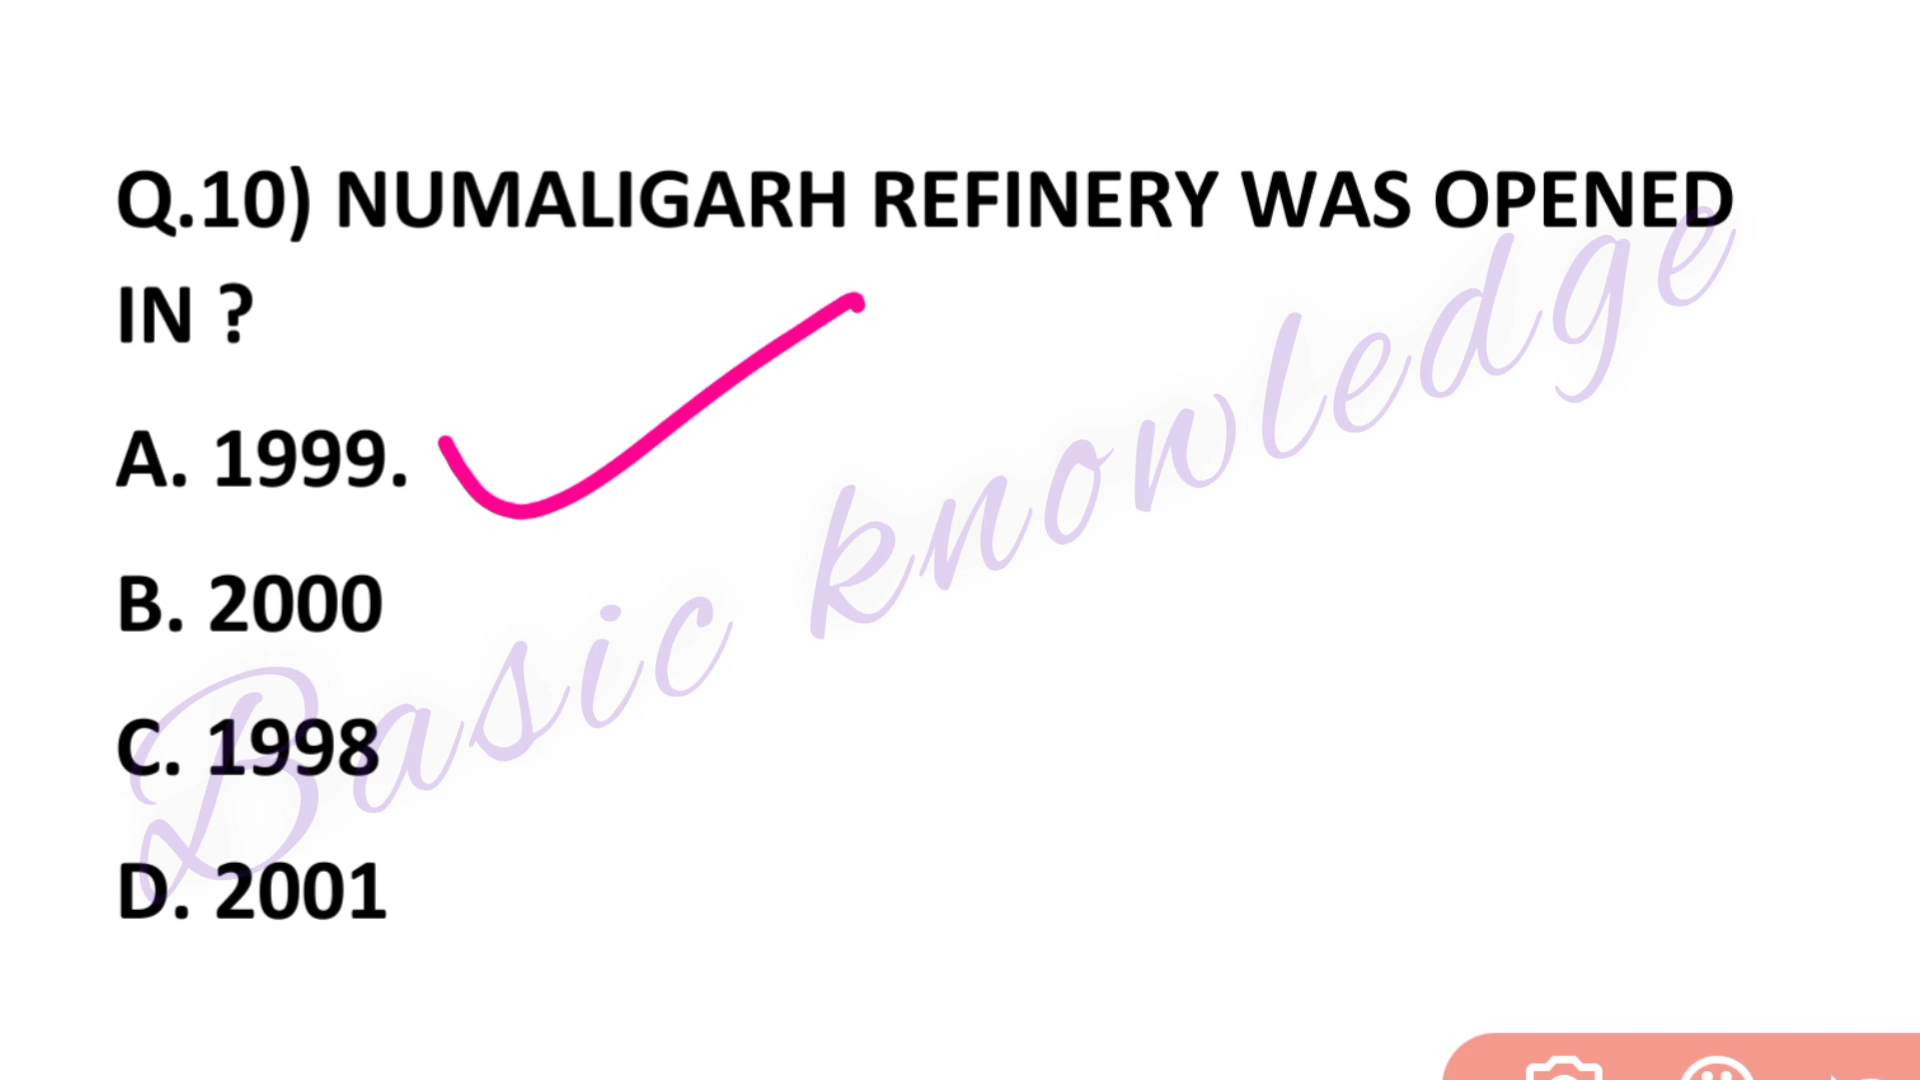 Q.10) NUMALIGARH REFINERY WAS OPENED
IN ?
A. 1999.
B. 2000
C. 1998
D. 2001
Basic knowledge